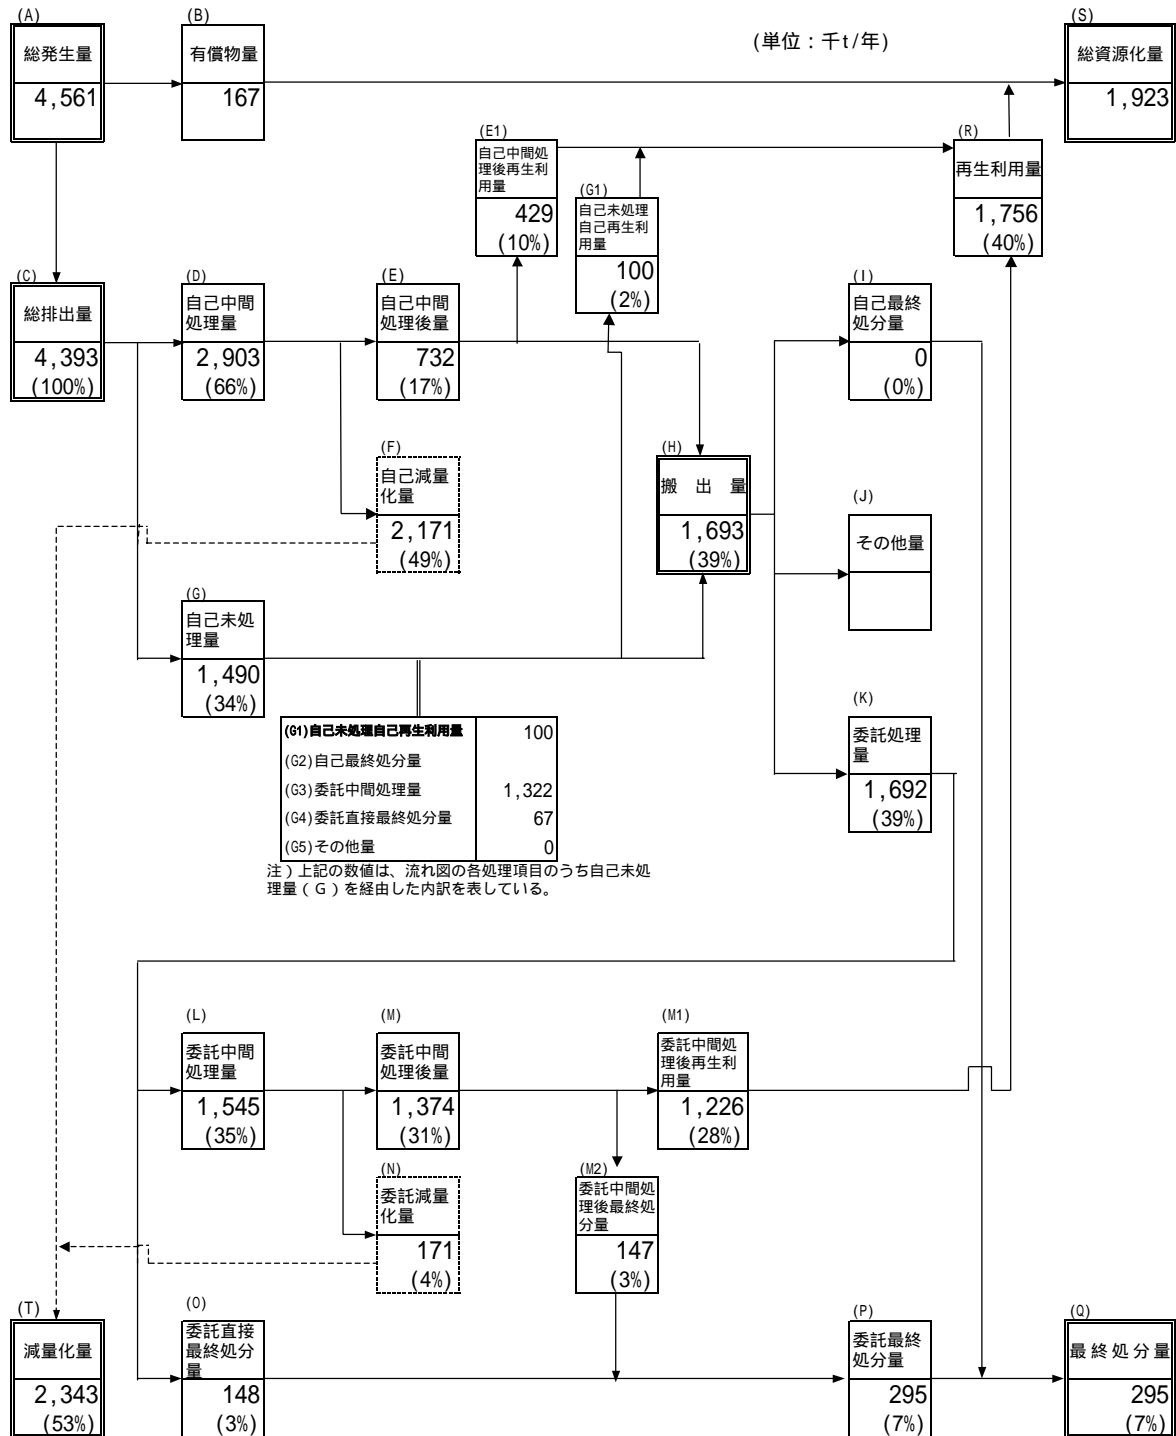 (A)
総発生量
4,561
(B)
有償物量
167
(単位：千t/年)
(S)
総資源化量
1,923
(E1)
自己中間処
理後再生利
用量
429
(10%)
(G1)
自己未処理
自己再生利
用量
100
(2%)
(R)
再生利用量
1,756
(40%)
(C)
総排出量
4,393
(100%)
(D)
自己中間
処理量
2,903
(66%)
(E)
自己中間
処理後量
732
(17%)
(I)
自己最終
処分量
0
(0%)
(F)
自己減量
化量
2,171
(49%)
(H)
搬 出 量
1,693
(39%)
(J)
その他量
(G)
自己未処
理量
1,490
(34%)
(G1)自己未処理自己再生利用量 100
(G2)自己最終処分量
(G3)委託中間処理量 1,322
(G4)委託直接最終処分量 67
(G5)その他量 0
注）上記の数値は、流れ図の各処理項目のうち自己未処
理量（Ｇ）を経由した内訳を表している。
(K)
委託処理
量
1,692
(39%)
(L)
委託中間
処理量
1,545
(35%)
(M)
委託中間
処理後量
1,374
(31%)
(M1)
委託中間処
理後再生利
用量
1,226
(28%)
(N)
委託減量
化量
171
(4%)
(M2)
委託中間処
理後最終処
分量
147
(3%)
(T)
減量化量
2,343
(53%)
(O)
委託直接
最終処分
量
148
(3%)
(P)
委託最終
処分量
295
(7%)
(Q)
最終処分量
295
(7%)